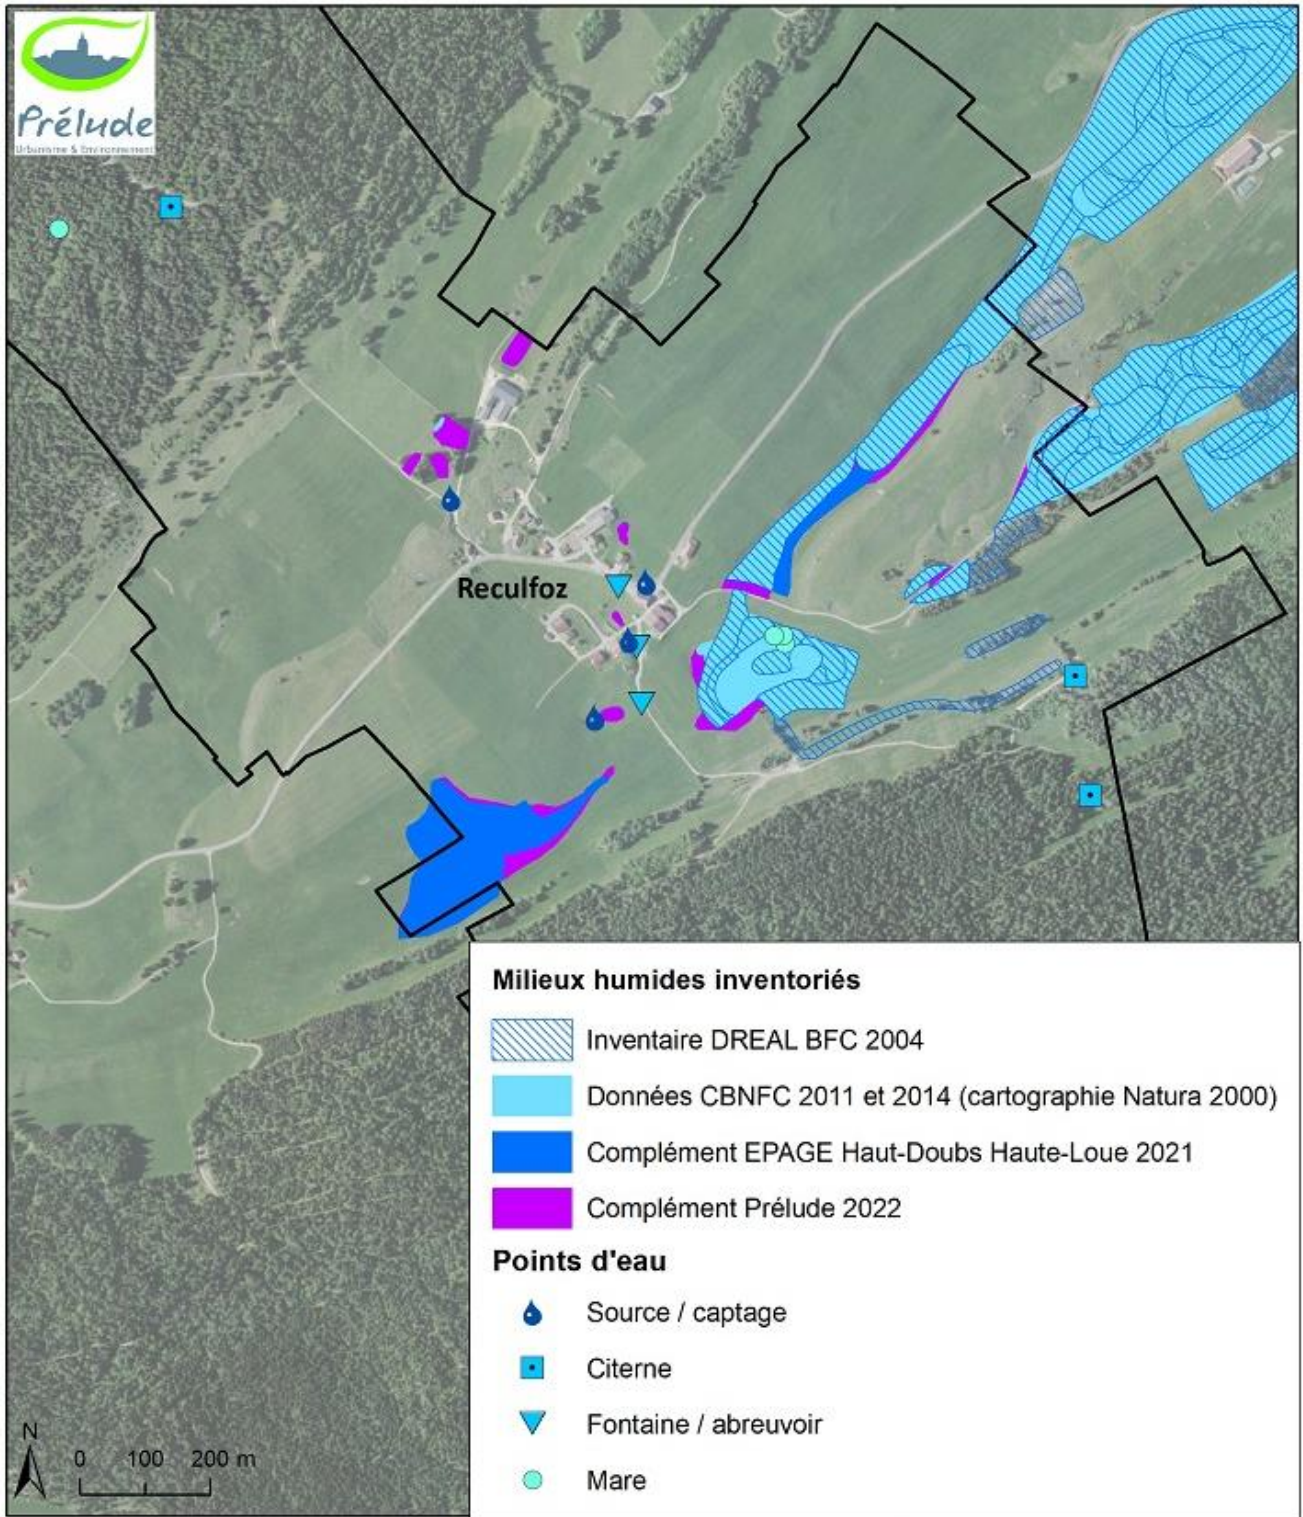 Prélude
Urbanisme & Environnement
Reculfoz
Milieux humides inventoriés
Inventaire DREAL BFC 2004
Données CBNFC 2011 et 2014 (cartographie Natura 2000)
Complément EPAGE Haut-Doubs Haute-Loue 2021
Complément Prélude 2022
Points d'eau
Source / captage
Citerne
Fontaine / abreuvoir
Mare
N
0 100 200 m